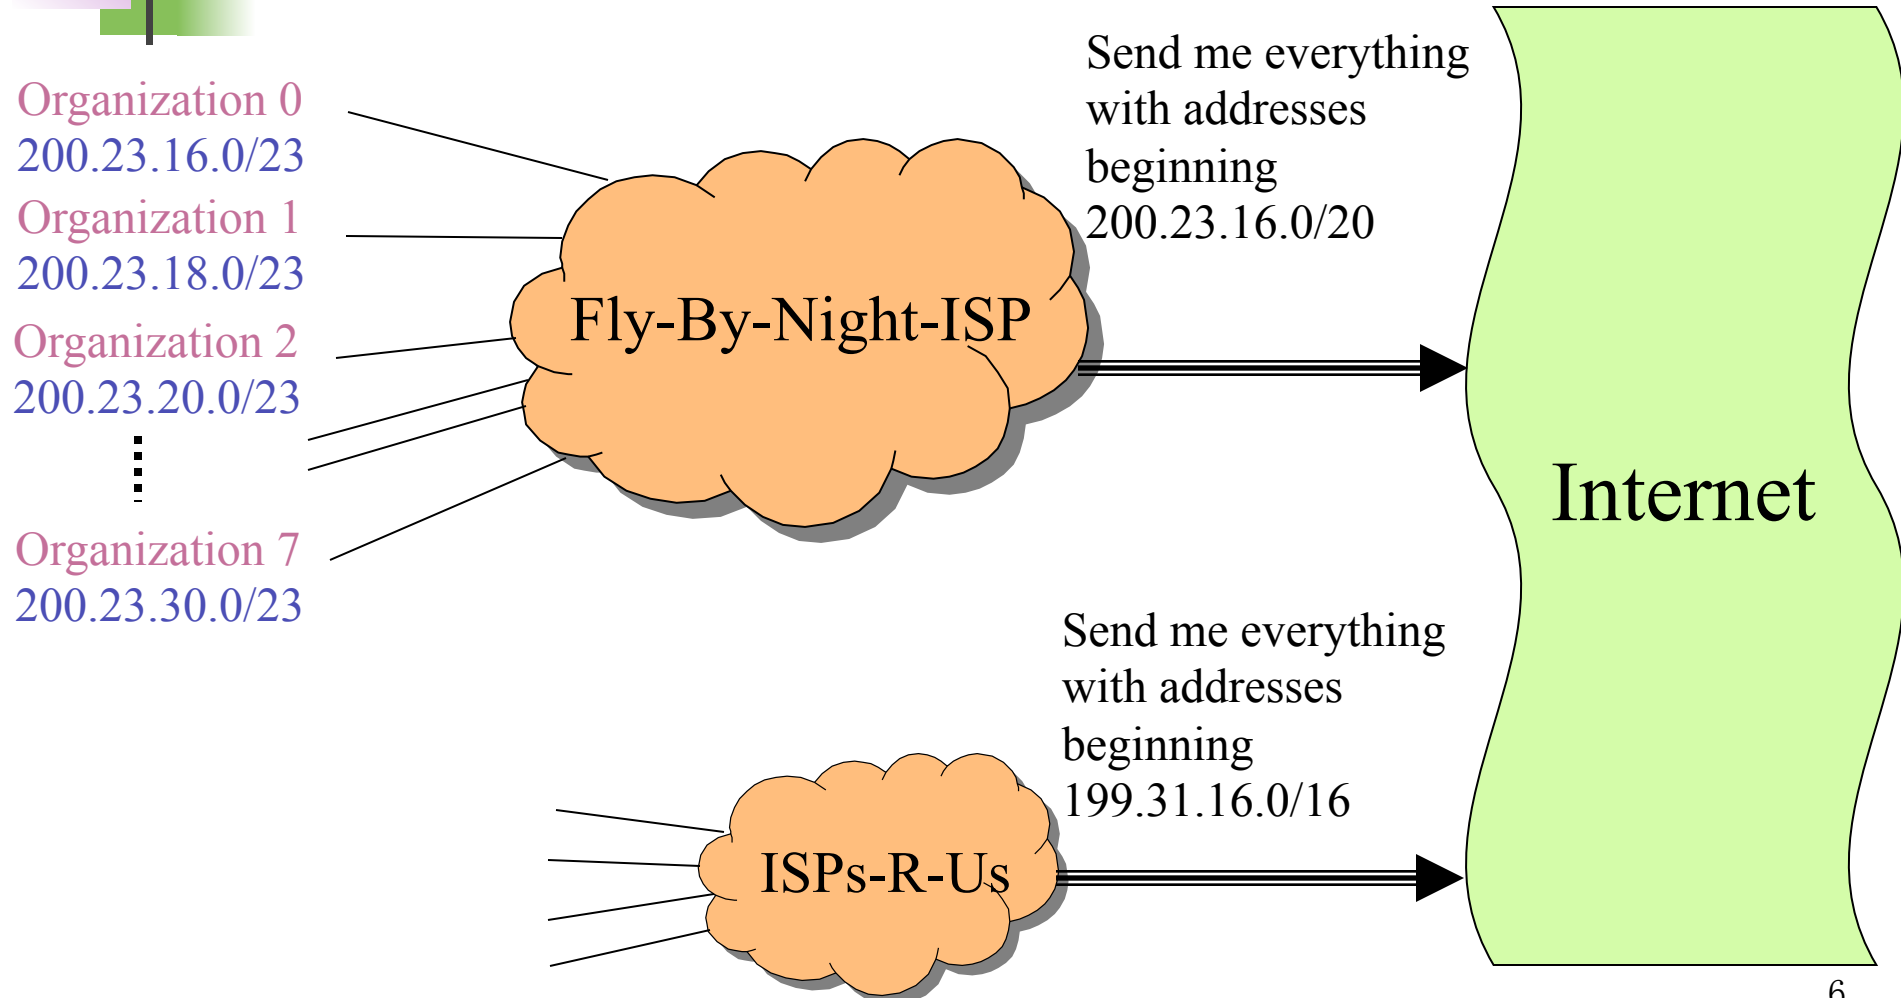 Organization 0
200.23.16.0/23
Organization 1
200.23.18.0/23
Organization 2
200.23.20.0/23
Organization 7
200.23.30.0/23
Fly-By-Night-ISP
Send me everything
with addresses
beginning
200.23.16.0/20
Internet
Send me everything
with addresses
beginning
199.31.16.0/16
ISPs-R-Us
6